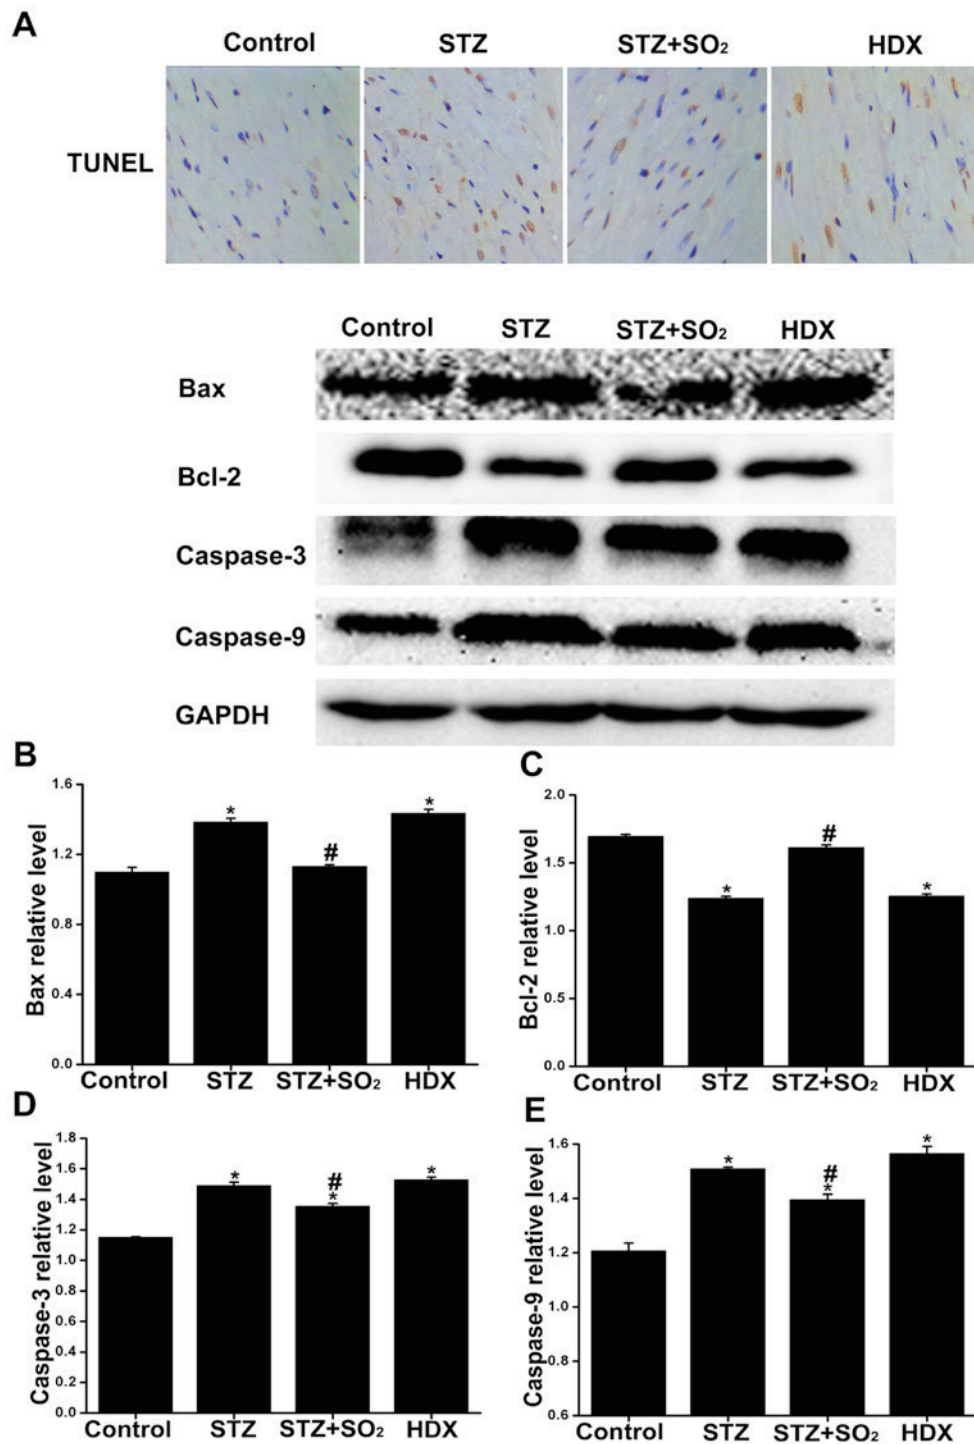 A
Control STZ STZ+SO₂ HDX
TUNEL
Control STZ STZ+SO₂ HDX
Bax
Bcl-2
Caspase-3
Caspase-9
GAPDH
B
Bax relative level
1.6
1.2
0.8
0.4
0.0
* # *
Control STZ STZ+SO₂ HDX
C
Bcl-2 relative level
2.0
1.5
1.0
0.5
0.0
* # *
Control STZ STZ+SO₂ HDX
D
Caspase-3 relative level
1.8
1.6
1.4
1.2
1.0
0.8
0.6
0.4
0.2
0.0
* # * *
Control STZ STZ+SO₂ HDX
E
Caspase-9 relative level
1.6
1.4
1.2
1.0
0.8
0.6
* # * *
Control STZ STZ+SO₂ HDX